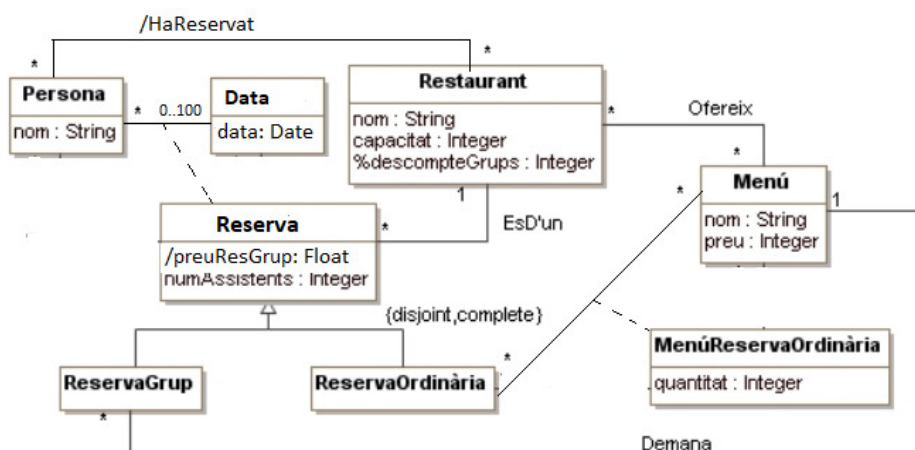 /HaReservat
*
*
Persona
nom : String
*
0..100
Data
data: Date
Restaurant
nom : String
capacitat : Integer
%descompteGrups : Integer
*
Ofereix
*
1
EsD'un
*
*
Menú
nom : String
preu : Integer
1
Reserva
/preuResGrup: Float
numAssistents : Integer
{disjoint,complete}
ReservaGrup
*
ReservaOrdinària
*
MenúReservaOrdinària
quantitat : Integer
Demana